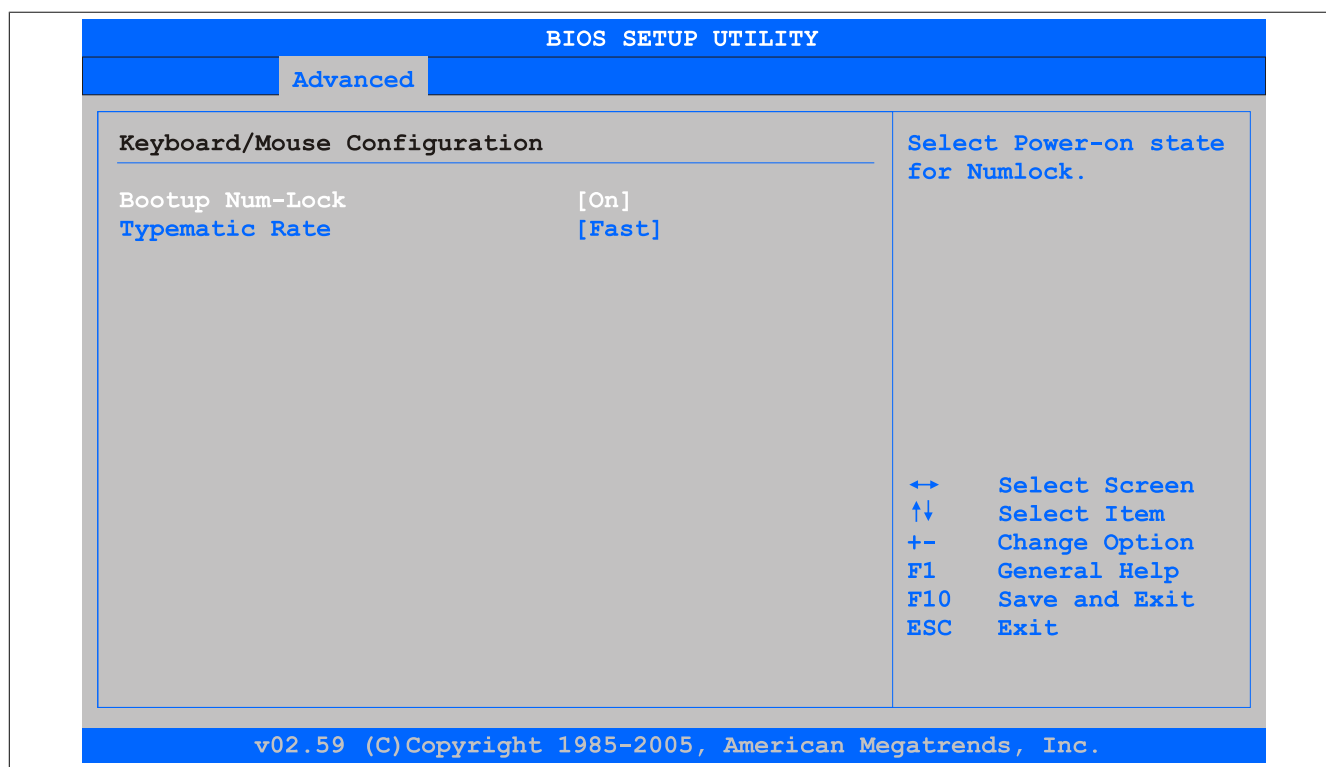 BIOS SETUP UTILITY
Advanced
Keyboard/Mouse Configuration
Bootup Num-Lock [On]
Typematic Rate [Fast]
Select Power-on state
for Numlock.
←→ Select Screen
↑↓ Select Item
+- Change Option
F1 General Help
F10 Save and Exit
ESC Exit
v02.59 (C)Copyright 1985-2005, American Megatrends, Inc.